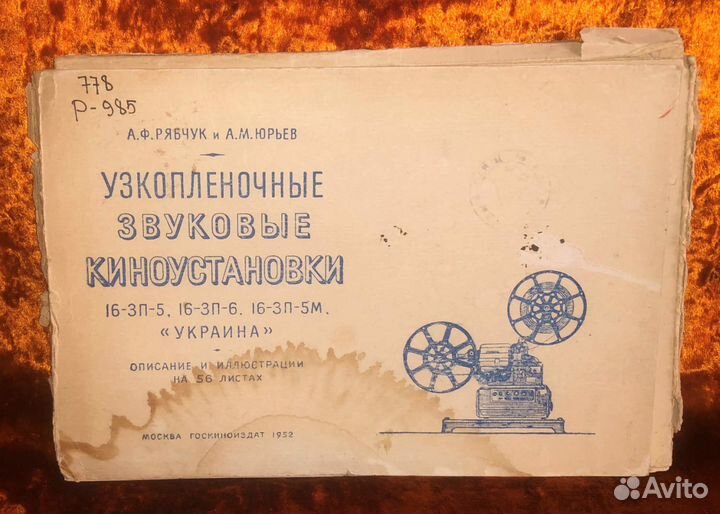 778
Р-985
А.Ф.РЯБЧУК и А.М.ЮРЬЕВ
УЗКОПЛЕНОЧНЫЕ
ЗВУКОВЫЕ
КИНОУСТАНОВКИ
16-ЗП-5, 16-ЗП-6. 16-ЗП-5М.
«УКРАИНА»
ОПИСАНИЕ И ИЛЛЮСТРАЦИИ
НА 56 ЛИСТАХ
МОСКВА ГОСКИНОИЗДАТ 1952
Avito